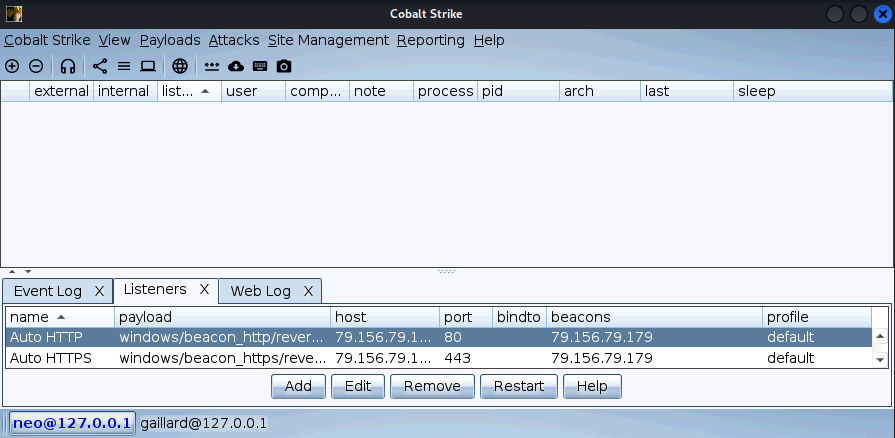 Cobalt Strike
Cobalt Strike View Payloads Attacks Site Management Reporting Help
external internal list... user comp... note process pid arch last sleep
Event Log X Listeners X Web Log X
name payload host port bindto beacons profile
Auto HTTP windows/beacon_http/rever... 79.156.79.1... 80 79.156.79.179 default
Auto HTTPS windows/beacon_https/reve... 79.156.79.1... 443 79.156.79.179 default
Add Edit Remove Restart Help
neo@127.0.0.1 gaillard@127.0.0.1